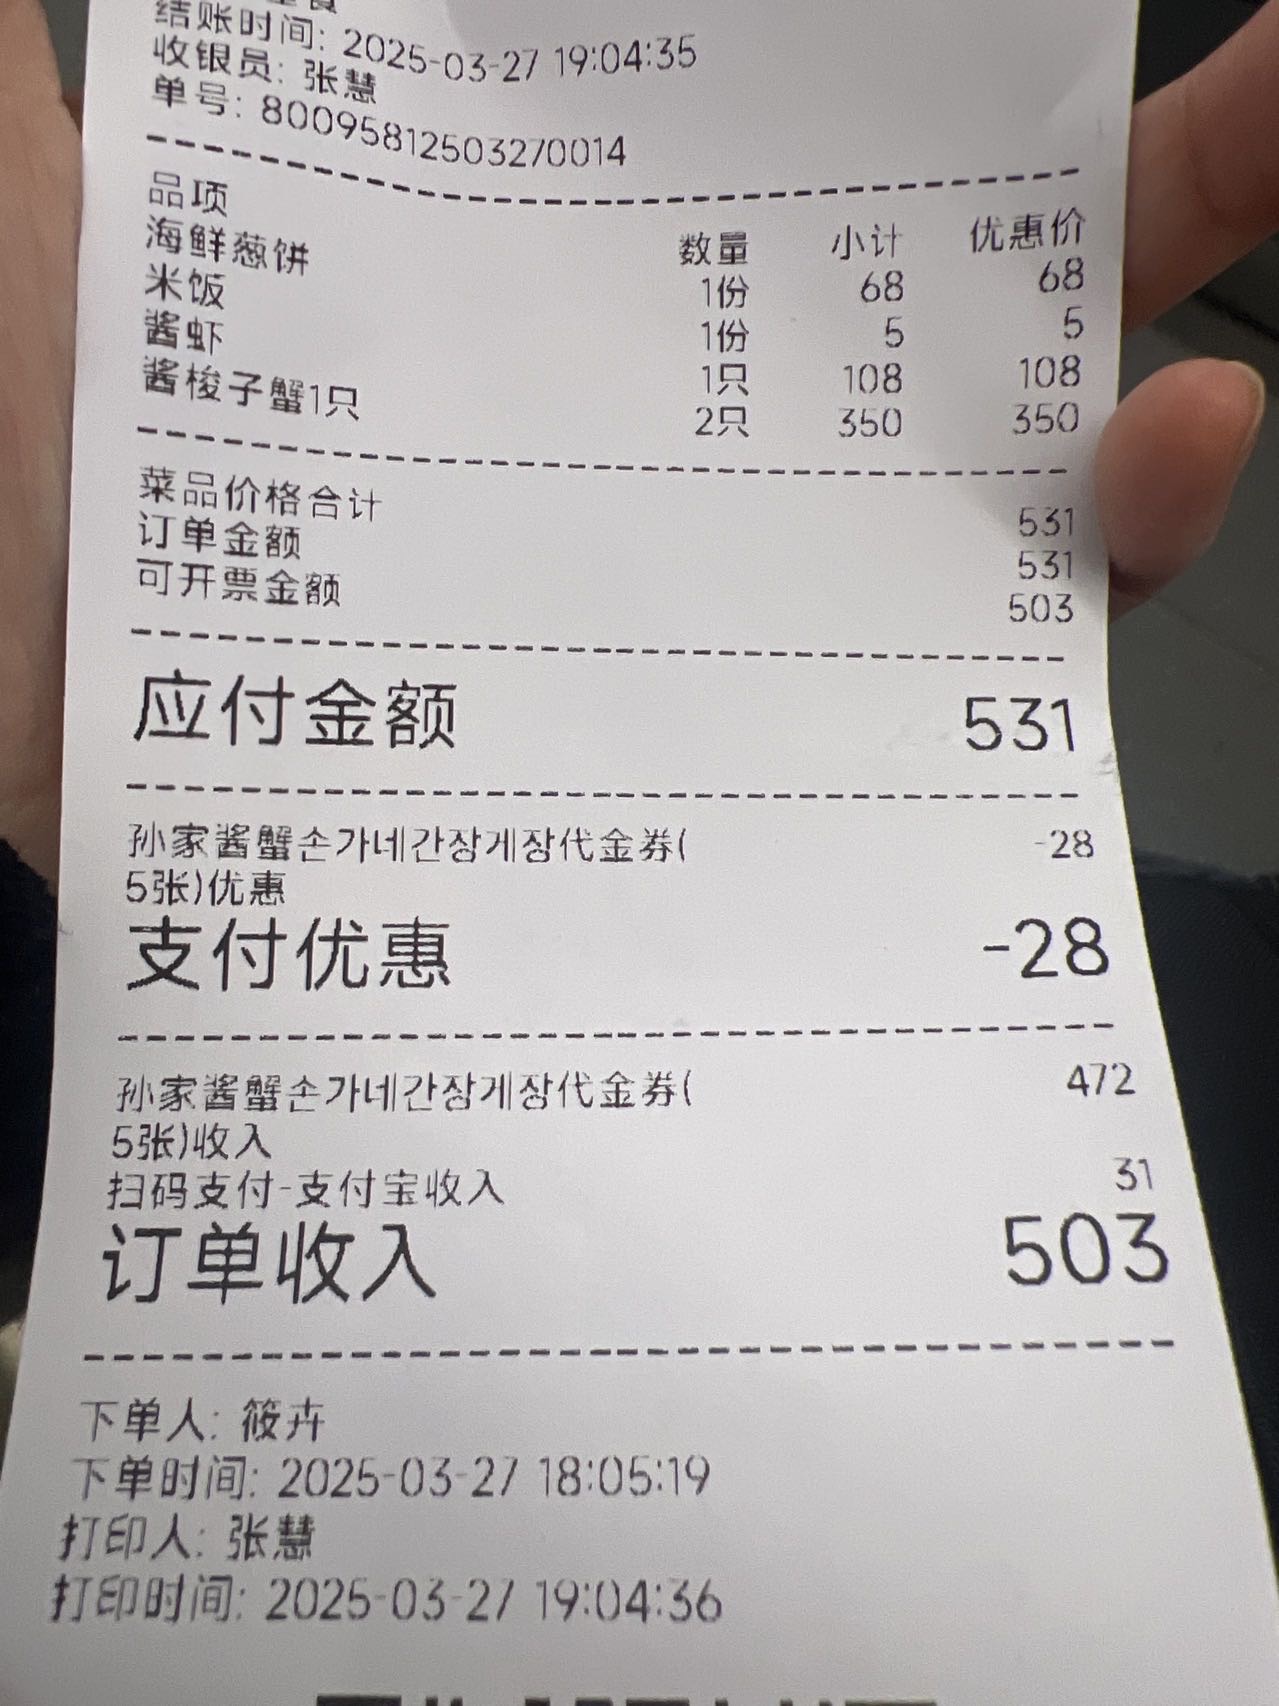 结账时间: 2025-03-27 19:04:35
收银员: 张慧
单号: 80095812503270014
品项 数量 小计 优惠价
海鲜葱饼 1份 68 68
米饭 1份 5 5
酱虾 1只 108 108
酱梭子蟹1只 2只 350 350
菜品价格合计 531
订单金额 531
可开票金额 503
应付金额 531
孙家酱蟹손가네간장게장代金券( -28
5张)优惠
支付优惠 -28
孙家酱蟹손가네간장게장代金券( 472
5张)收入
扫码支付-支付宝收入 31
订单收入 503
下单人: 筱卉
下单时间: 2025-03-27 18:05:19
打印人: 张慧
打印时间: 2025-03-27 19:04:36